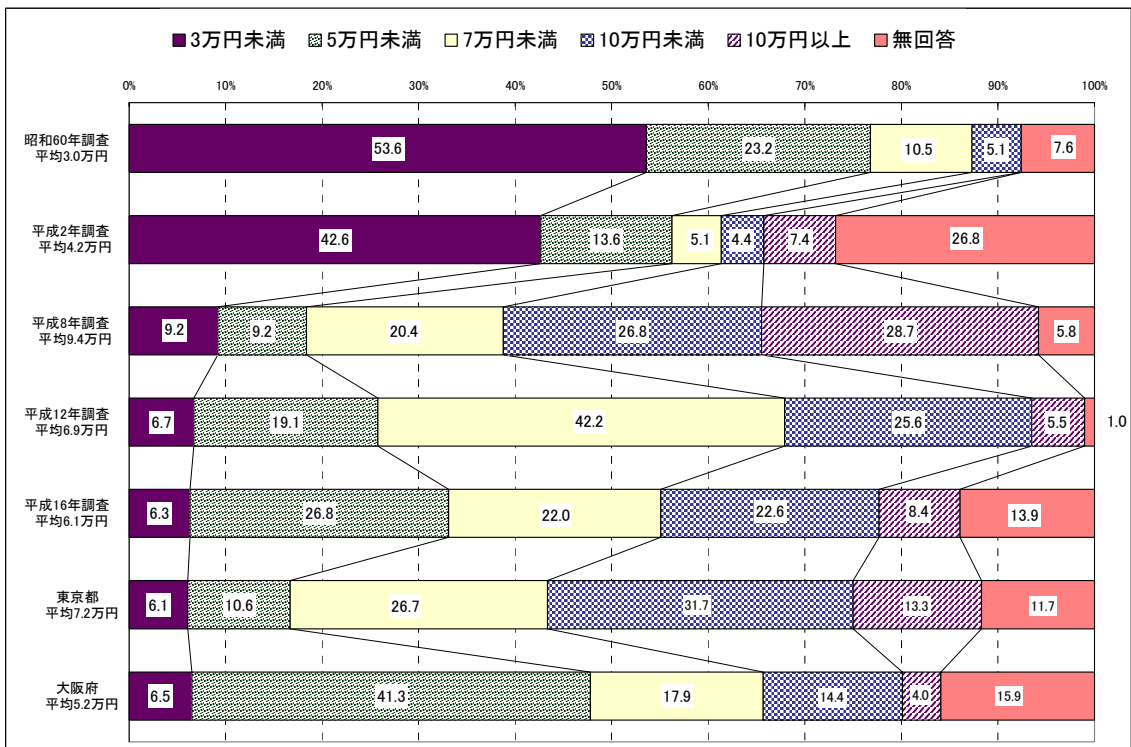 ■3万円未満 5万円未満 7万円未満 10万円未満 10万円以上 無回答
0% 10% 20% 30% 40% 50% 60% 70% 80% 90% 100%
昭和60年調査
平均3.0万円
53.6 23.2 10.5 5.1 7.6
平成2年調査
平均4.2万円
42.6 13.6 5.1 4.4 7.4 26.8
平成8年調査
平均9.4万円
9.2 9.2 20.4 26.8 28.7 5.8
平成12年調査
平均6.9万円
6.7 19.1 42.2 25.6 5.5 1.0
平成16年調査
平均6.1万円
6.3 26.8 22.0 22.6 8.4 13.9
東京都
平均7.2万円
6.1 10.6 26.7 31.7 13.3 11.7
大阪府
平均5.2万円
6.5 41.3 17.9 14.4 4.0 15.9